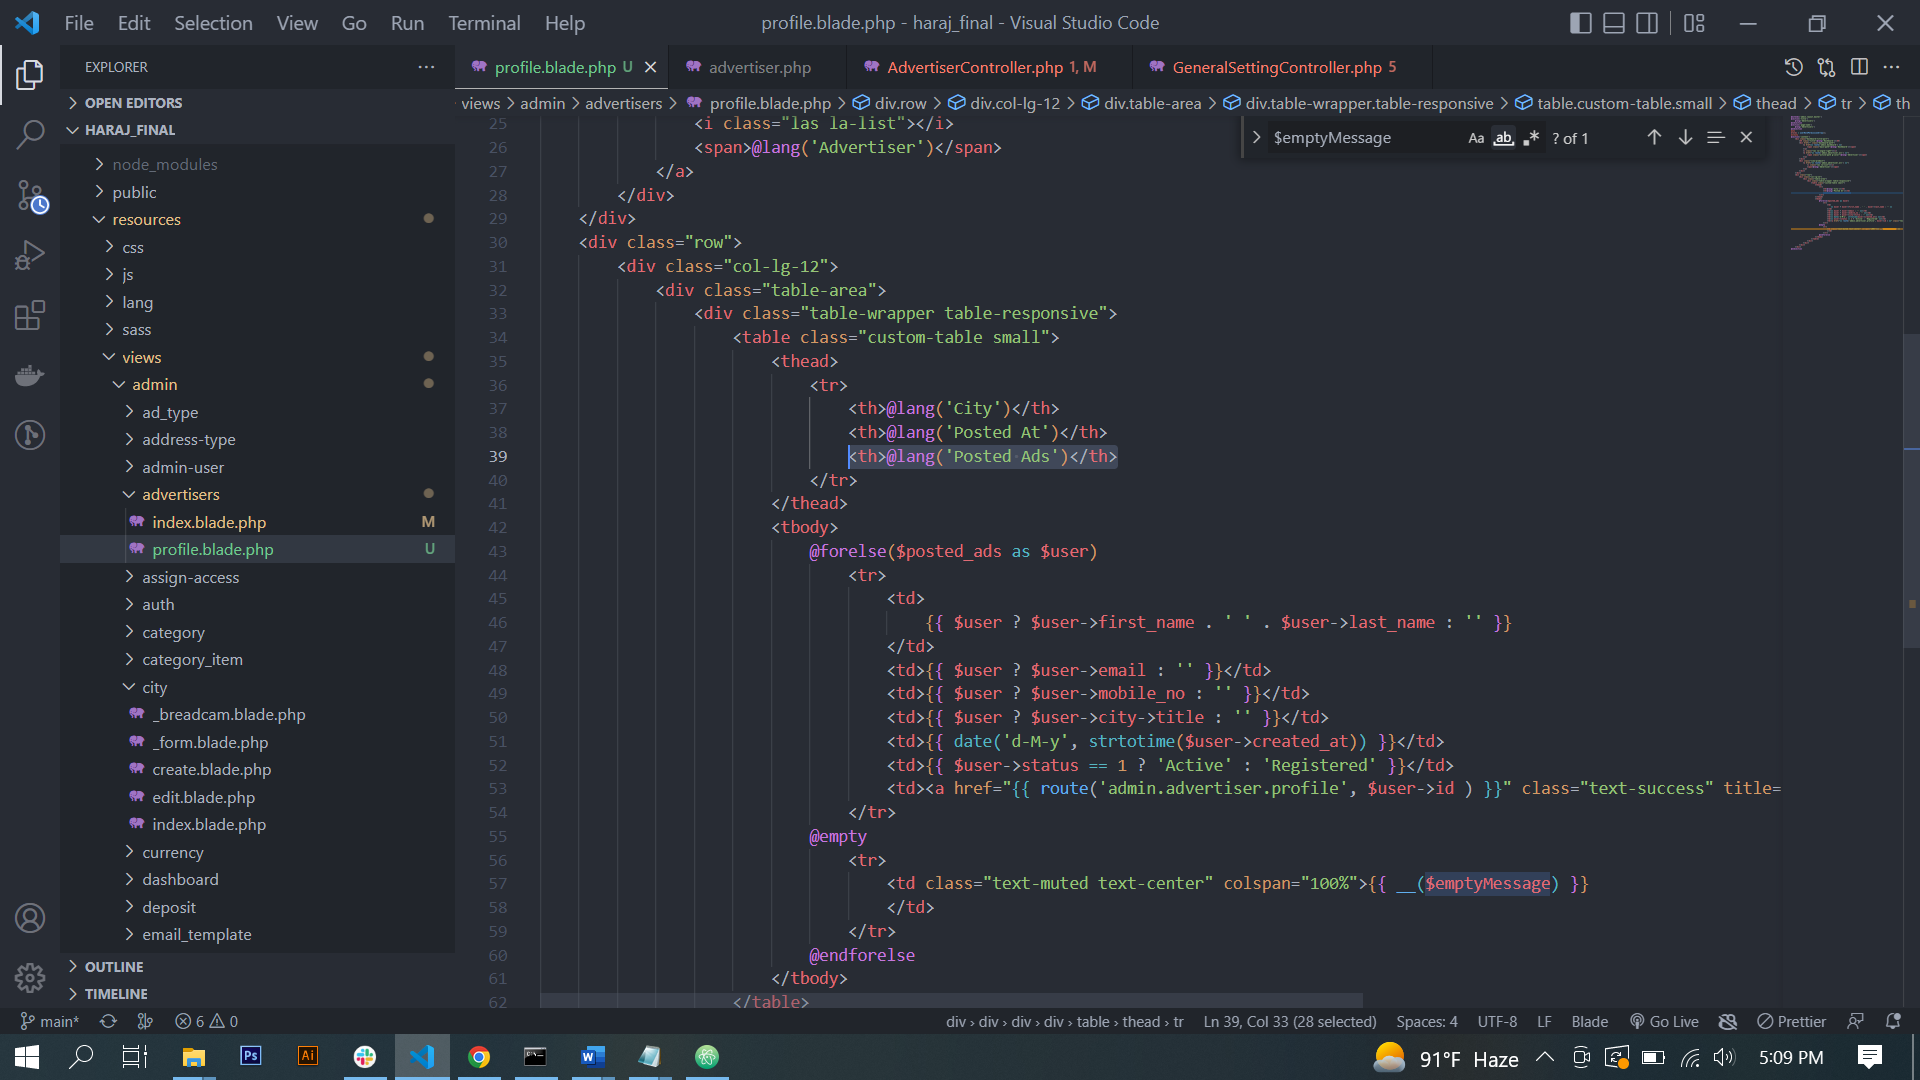 File Edit Selection View Go Run Terminal Help
profile.blade.php - haraj_final - Visual Studio Code
EXPLORER
OPEN EDITORS
HARAJ_FINAL
node_modules
public
resources
css
js
lang
sass
views
admin
ad_type
address-type
admin-user
advertisers
index.blade.php M
profile.blade.php U
assign-access
auth
category
category_item
city
_breadcam.blade.php
_form.blade.php
create.blade.php
edit.blade.php
index.blade.php
currency
dashboard
deposit
email_template
OUTLINE
TIMELINE
profile.blade.php U
advertiser.php
AdvertiserController.php 1, M
GeneralSettingController.php 5
views > admin > advertisers > profile.blade.php > div.row > div.col-lg-12 > div.table-area > div.table-wrapper.table-responsive > table.custom-table.small > thead > tr > th
$emptyMessage Aa ab ? of 1
25 <i class="las la-list"></i>
26 <span>@lang('Advertiser')</span>
27 </a>
28 </div>
29 </div>
30 <div class="row">
31 <div class="col-lg-12">
32 <div class="table-area">
33 <div class="table-wrapper table-responsive">
34 <table class="custom-table small">
35 <thead>
36 <tr>
37 <th>@lang('City')</th>
38 <th>@lang('Posted At')</th>
39 <th>@lang('Posted Ads')</th>
40 </tr>
41 </thead>
42 <tbody>
43 @forelse($posted_ads as $user)
44 <tr>
45 <td>
46 {{ $user ? $user->first_name . ' ' . $user->last_name : '' }}
47 </td>
48 <td>{{ $user ? $user->email : '' }}</td>
49 <td>{{ $user ? $user->mobile_no : '' }}</td>
50 <td>{{ $user ? $user->city->title : '' }}</td>
51 <td>{{ date('d-M-y', strtotime($user->created_at)) }}</td>
52 <td>{{ $user->status == 1 ? 'Active' : 'Registered' }}</td>
53 <td><a href="{{ route('admin.advertiser.profile', $user->id ) }}" class="text-success" title=
54 </tr>
55 @empty
56 <tr>
57 <td class="text-muted text-center" colspan="100%">{{ __($emptyMessage) }}
58 </td>
59 </tr>
60 @endforelse
61 </tbody>
62 </table>
main* 6 0
div › div › div › div › table › thead › tr Ln 39, Col 33 (28 selected) Spaces: 4 UTF-8 LF Blade Go Live Prettier
Ps Ai 91°F Haze 5:09 PM